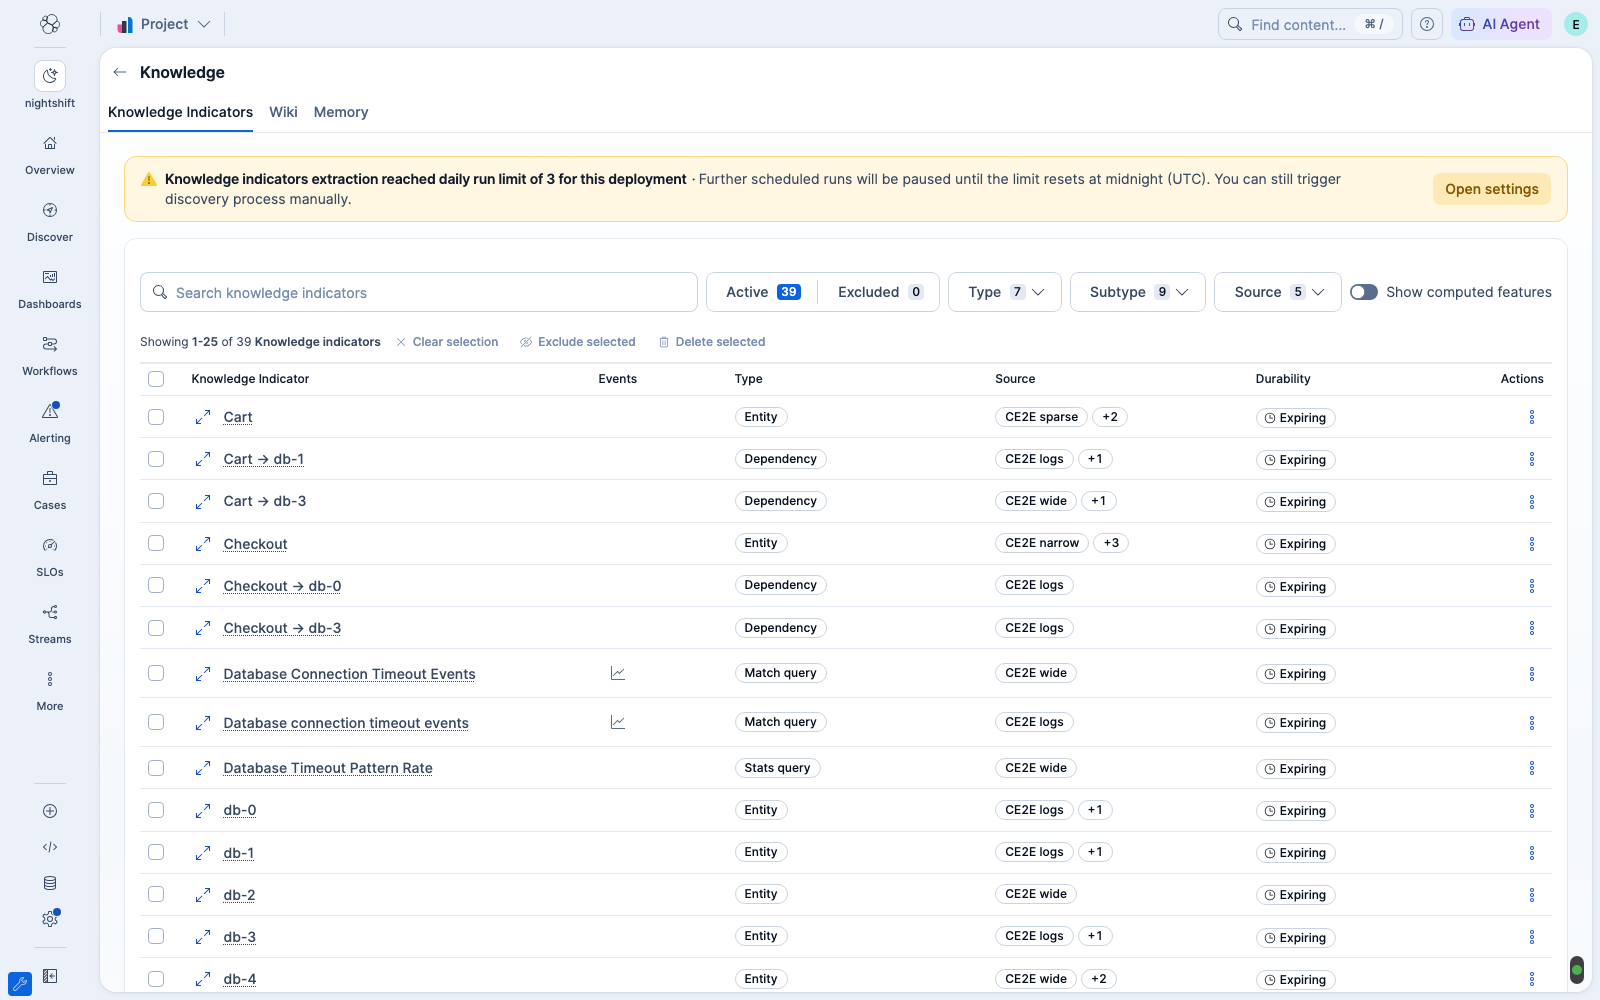 Project
Find content...
⌘ /
AI Agent
E
nightshift
Overview
Discover
Dashboards
Workflows
Alerting
Cases
SLOs
Streams
More
Knowledge
Knowledge Indicators
Wiki
Memory
Knowledge indicators extraction reached daily run limit of 3 for this deployment · Further scheduled runs will be paused until the limit resets at midnight (UTC). You can still trigger
discovery process manually.
Open settings
Search knowledge indicators
Active 39
Excluded 0
Type 7
Subtype 9
Source 5
Show computed features
Showing 1-25 of 39 Knowledge indicators
Clear selection
Exclude selected
Delete selected
Knowledge Indicator Events Type Source Durability Actions
Cart Entity CE2E sparse +2 Expiring
Cart → db-1 Dependency CE2E logs +1 Expiring
Cart → db-3 Dependency CE2E wide +1 Expiring
Checkout Entity CE2E narrow +3 Expiring
Checkout → db-0 Dependency CE2E logs Expiring
Checkout → db-3 Dependency CE2E logs Expiring
Database Connection Timeout Events Match query CE2E wide Expiring
Database connection timeout events Match query CE2E logs Expiring
Database Timeout Pattern Rate Stats query CE2E wide Expiring
db-0 Entity CE2E logs +1 Expiring
db-1 Entity CE2E logs +1 Expiring
db-2 Entity CE2E wide Expiring
db-3 Entity CE2E logs +1 Expiring
db-4 Entity CE2E wide +2 Expiring